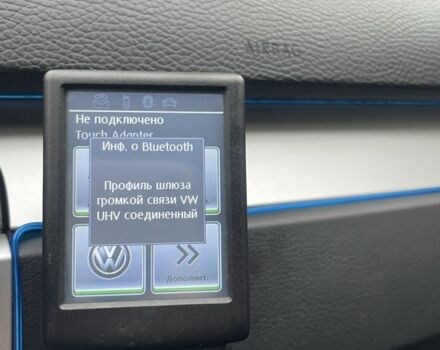 AIRBAG
Не подключено
Touch Adapter
Инф. о Bluetooth
Профиль шлюза
громкой связи VW
UHV соединенный
Дополнит.